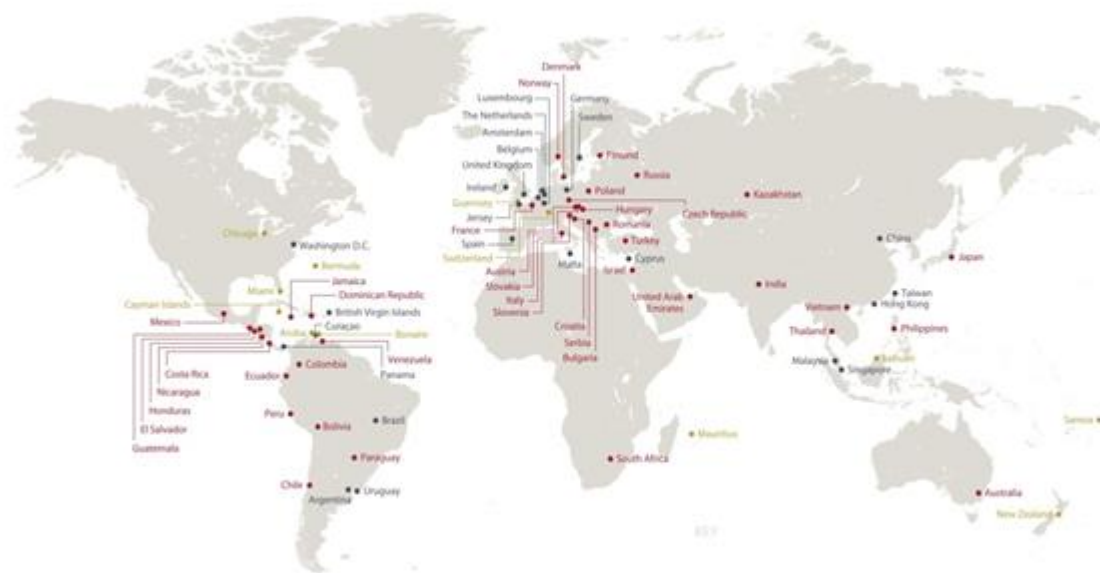 Denmark
Norway
Luxembourg
Germany
The Netherlands
Sweden
Amsterdam
Belgium
United Kingdom
Finland
Russia
Ireland
Poland
Kazakhstan
Guernsey
Jersey
Hungary
Czech Republic
France
Romania
Spain
Turkey
Switzerland
Malta
Cyprus
Austria
Israel
Slovakia
Italy
Slovenia
United Arab
Emirates
Croatia
Serbia
Bulgaria
Chicago
Washington D.C.
Bermuda
Miami
Jamaica
Cayman Islands
Dominican Republic
Mexico
British Virgin Islands
Aruba
Curaçao
Bonaire
Venezuela
Panama
Costa Rica
Colombia
Ecuador
Nicaragua
Honduras
El Salvador
Guatemala
Peru
Brazil
Bolivia
Paraguay
Chile
Argentina
Uruguay
China
Japan
India
Taiwan
Hong Kong
Vietnam
Thailand
Philippines
Malaysia
Labuan
Singapore
Mauritius
Samoa
South Africa
Australia
New Zealand
KEY